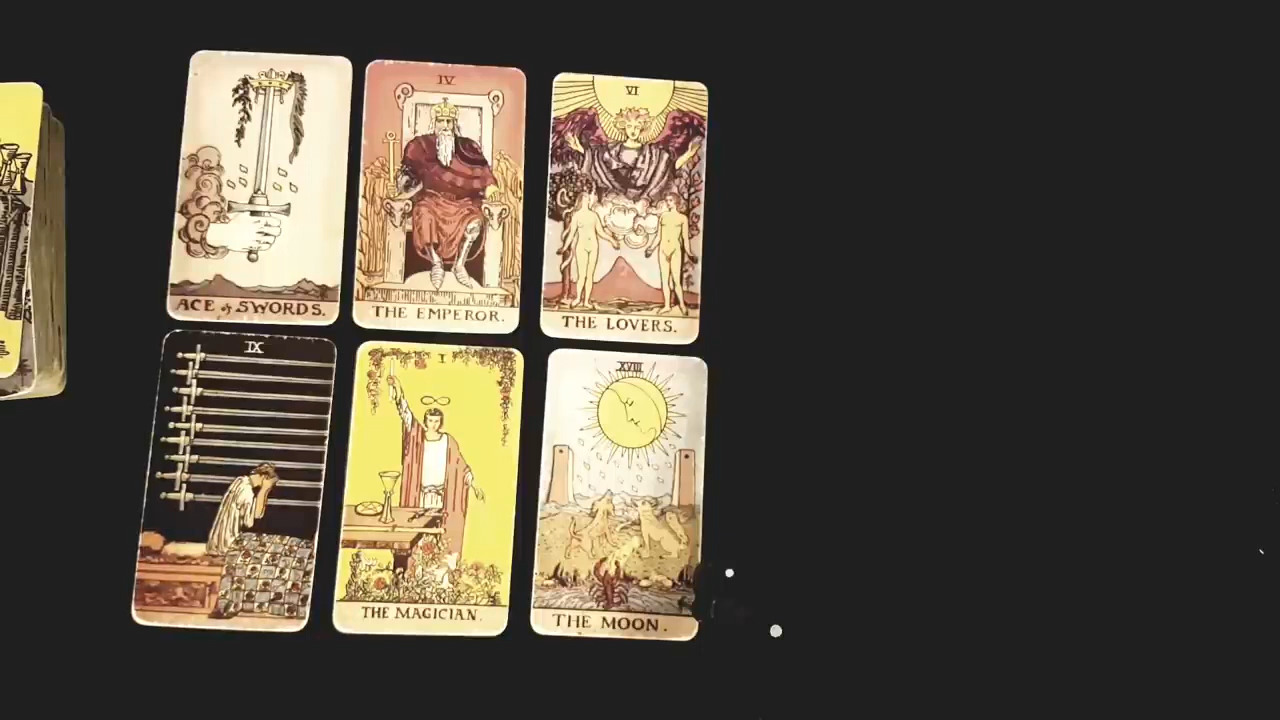 ACE of SWORDS.
IV
THE EMPEROR.
VI
THE LOVERS.
IX
I
THE MAGICIAN.
XVIII
THE MOON.